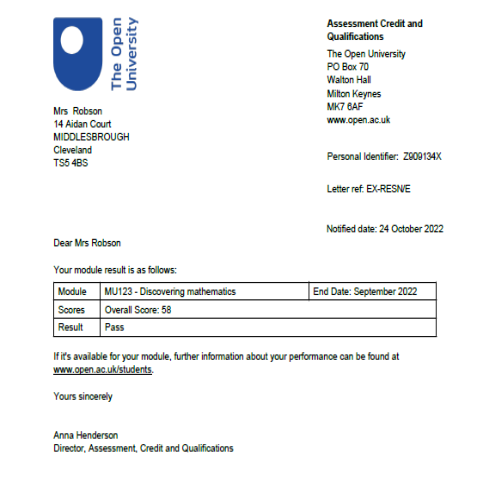 The Open
University
Assessment Credit and
Qualifications
The Open University
PO Box 70
Walton Hall
Milton Keynes
MK7 6AF
www.open.ac.uk
Mrs Robson
14 Aidan Court
MIDDLESBROUGH
Cleveland
TS5 4BS
Personal Identifier: Z909134X
Letter ref: EX-RESN/E
Notified date: 24 October 2022
Dear Mrs Robson
Your module result is as follows:
Module MU123 - Discovering mathematics End Date: September 2022
Scores Overall Score: 58
Result Pass
If it's available for your module, further information about your performance can be found at
www.open.ac.uk/students.
Yours sincerely
Anna Henderson
Director, Assessment, Credit and Qualifications